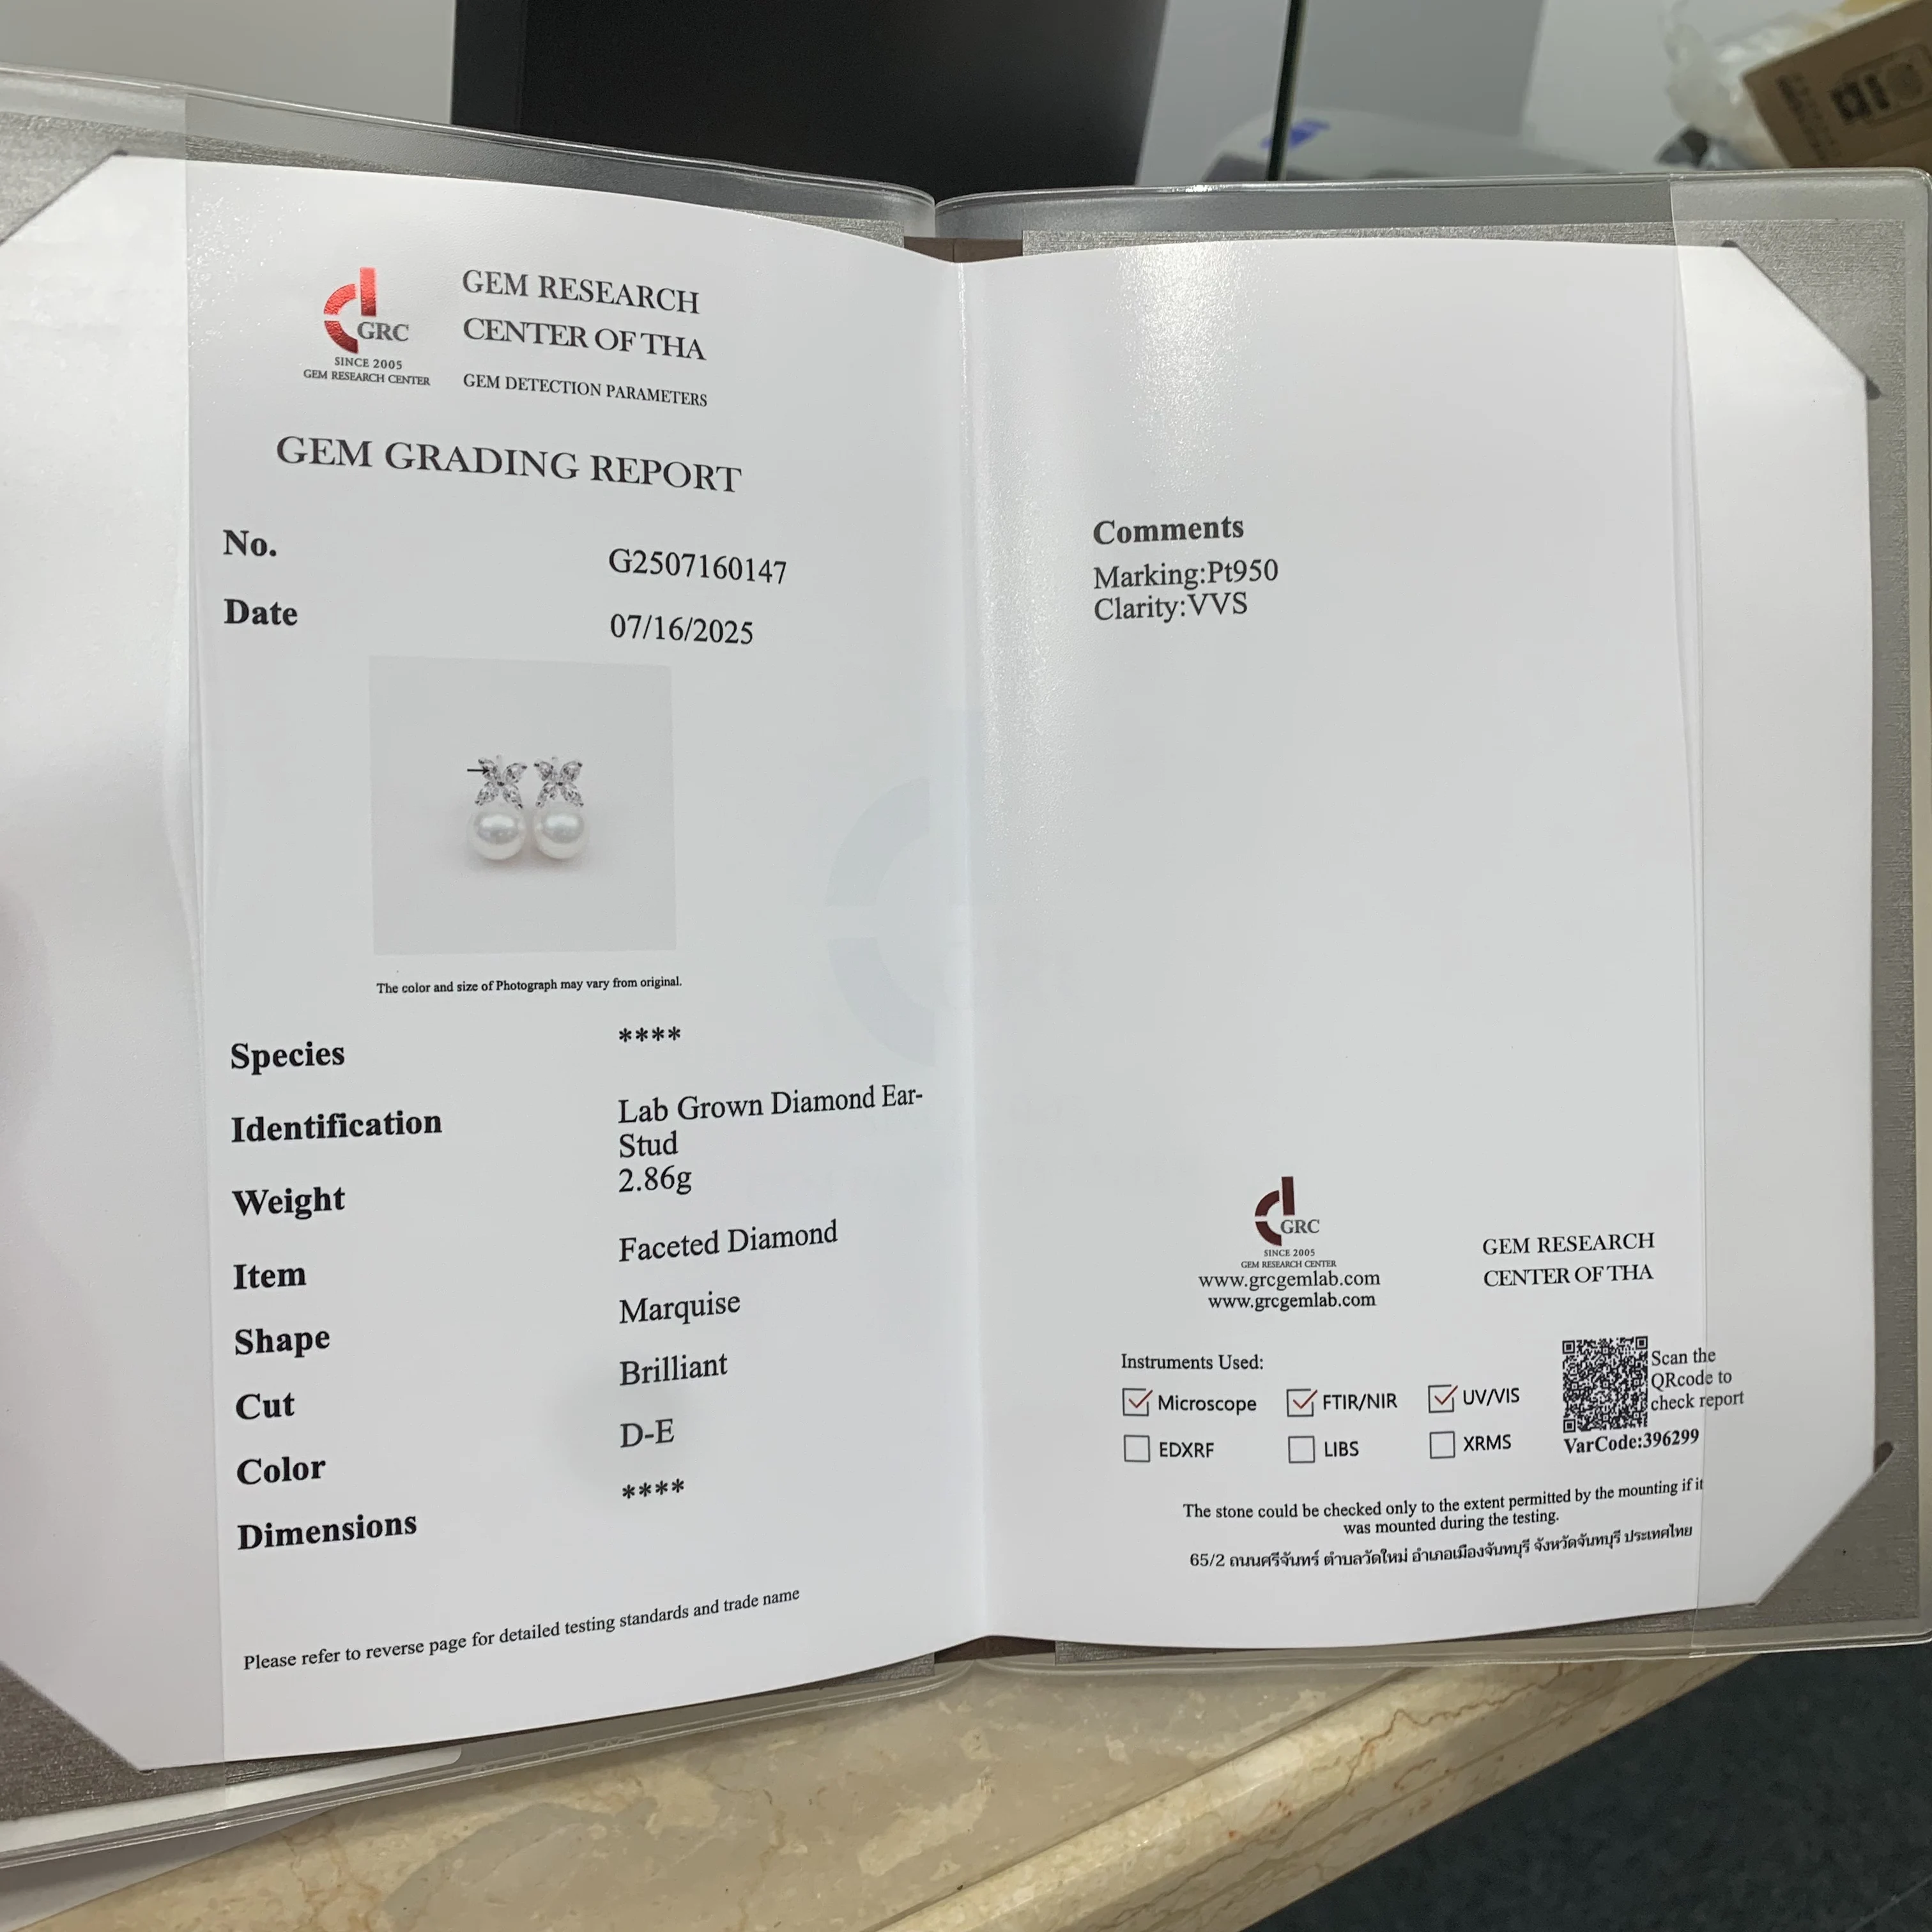 GRC
SINCE 2005
GEM RESEARCH CENTER
GEM RESEARCH
CENTER OF THA
GEM DETECTION PARAMETERS
GEM GRADING REPORT
No. G2507160147
Date 07/16/2025
The color and size of Photograph may vary from original.
Species ****
Identification Lab Grown Diamond Ear-
Stud
Weight 2.86g
Item Faceted Diamond
Shape Marquise
Cut Brilliant
Color D-E
Dimensions ****
Please refer to reverse page for detailed testing standards and trade name
Comments
Marking:Pt950
Clarity:VVS
GRC
SINCE 2005
GEM RESEARCH CENTER
www.grcgemlab.com
www.grcgemlab.com
GEM RESEARCH
CENTER OF THA
Instruments Used:
Microscope FTIR/NIR UV/VIS
EDXRF LIBS XRMS
Scan the
QRcode to
check report
VarCode:396299
The stone could be checked only to the extent permitted by the mounting if it
was mounted during the testing.
65/2 ถนนศรีจันทร์ ตำบลวัดใหม่ อำเภอเมืองจันทบุรี จังหวัดจันทบุรี ประเทศไทย